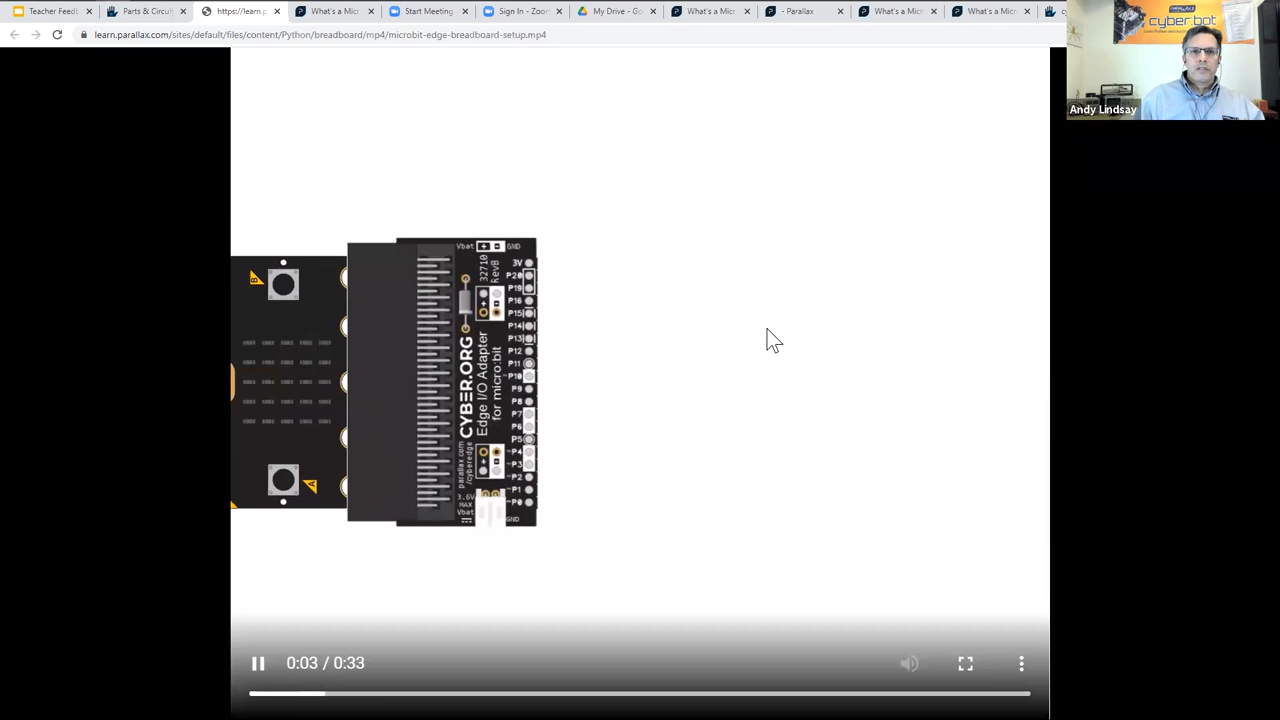 Teacher Feedb
Parts & Circuit
https://learn.p
What's a Micr
Start Meeting
Sign In - Zoom
My Drive - Go
What's a Micr
- Parallax
What's a Micr
What's a Micr
cy
learn.parallax.com/sites/default/files/content/Python/breadboard/mp4/microbit-edge-breadboard-setup.mp4
cyber:bot
Andy Lindsay
Vbat + GND
32710
RevB
CYBER.ORG
Edge I/O Adapter
for micro:bit
parallax.com
/cyberedge
3V
P20
P19
P16
P15
P14
P13
P12
P11
~P10
P9
P8
P7
P6
P5
~P4
~P3
~P2
~P1
~P0
3.6V
MAX
Vbat
GND
B
A
0:03 / 0:33